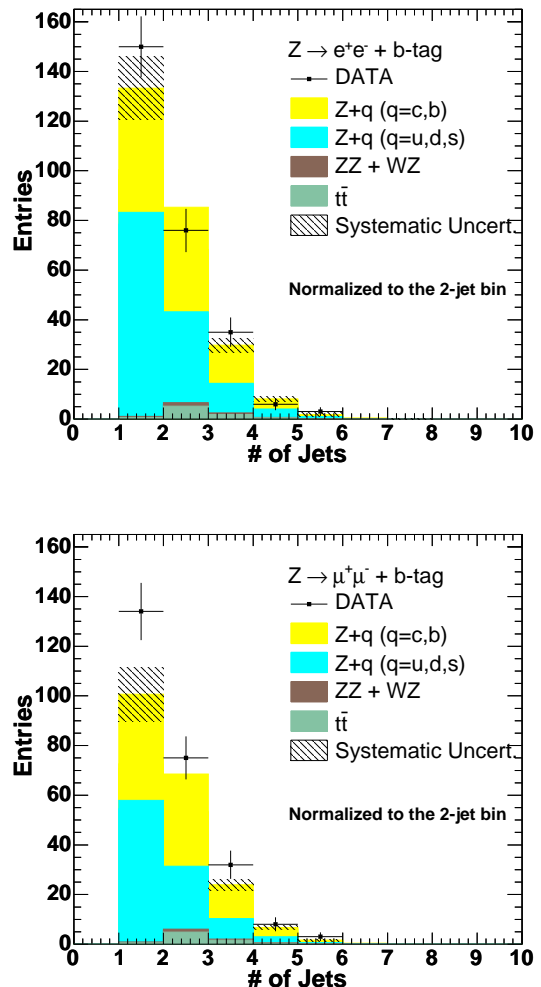 160
Z → e⁺e⁻ + b-tag
DATA
140
Z+q (q=c,b)
120
Z+q (q=u,d,s)
100
ZZ + WZ
tt̄
80
Systematic Uncert.
60
Normalized to the 2-jet bin
40
20
0
Entries
0 1 2 3 4 5 6 7 8 9 10
# of Jets
160
Z → μ⁺μ⁻ + b-tag
140
DATA
Z+q (q=c,b)
120
Z+q (q=u,d,s)
100
ZZ + WZ
tt̄
80
Systematic Uncert.
60
Normalized to the 2-jet bin
40
20
0
Entries
0 1 2 3 4 5 6 7 8 9 10
# of Jets